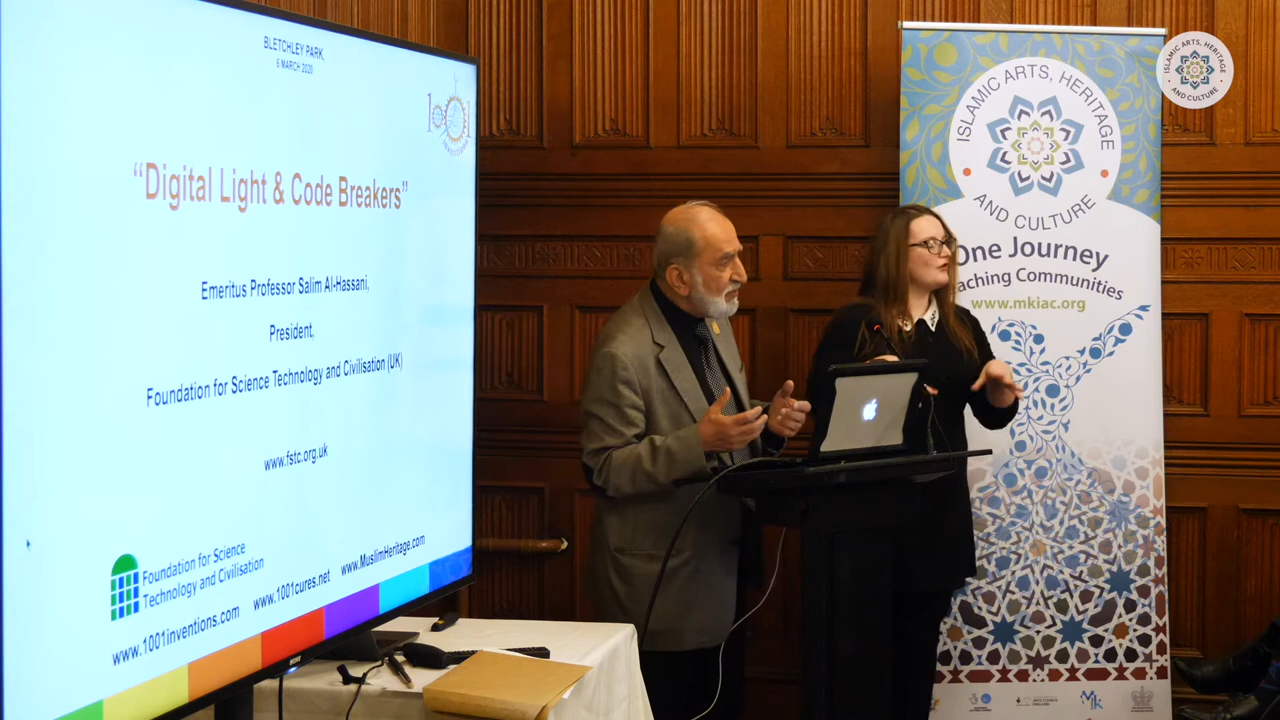 BLETCHLEY PARK,
6 MARCH 2020
1001
inventions
“Digital Light & Code Breakers”
Emeritus Professor Salim Al-Hassani,
President,
Foundation for Science Technology and Civilisation (UK)
www.fstc.org.uk
Foundation for Science
Technology and Civilisation
www.1001inventions.com
www.1001cures.net
www.MuslimHeritage.com
ISLAMIC ARTS, HERITAGE
AND CULTURE
One Journey
aching Communities
www.mkiac.org
ISLAMIC ARTS, HERITAGE
AND CULTURE